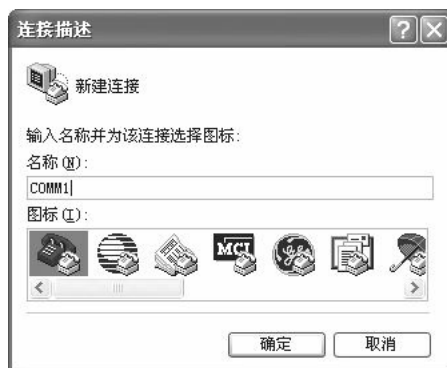 连接描述
新建连接
输入名称并为该连接选择图标:
名称(N):
COMM1
图标(I):
MCI
确定 取消